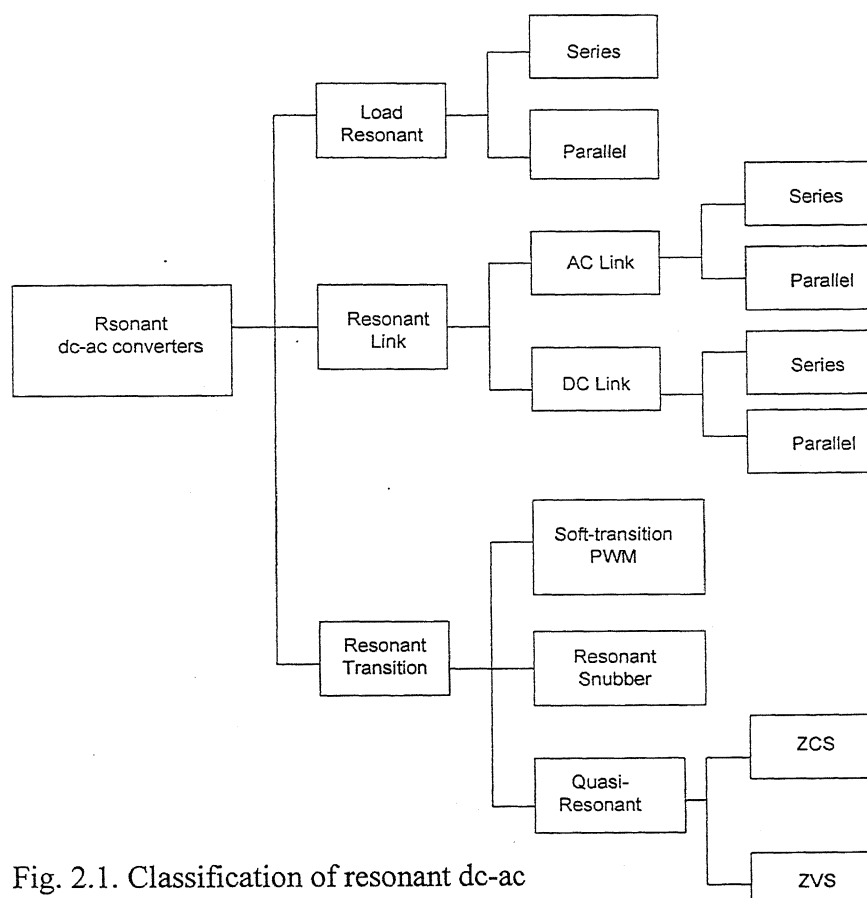 Series
Load
Resonant
Parallel
Series
AC Link
Parallel
Rsonant
dc-ac converters
Resonant
Link
Series
DC Link
Parallel
Soft-transition
PWM
Resonant
Transition
Resonant
Snubber
ZCS
Quasi-
Resonant
ZVS
Fig. 2.1. Classification of resonant dc-ac